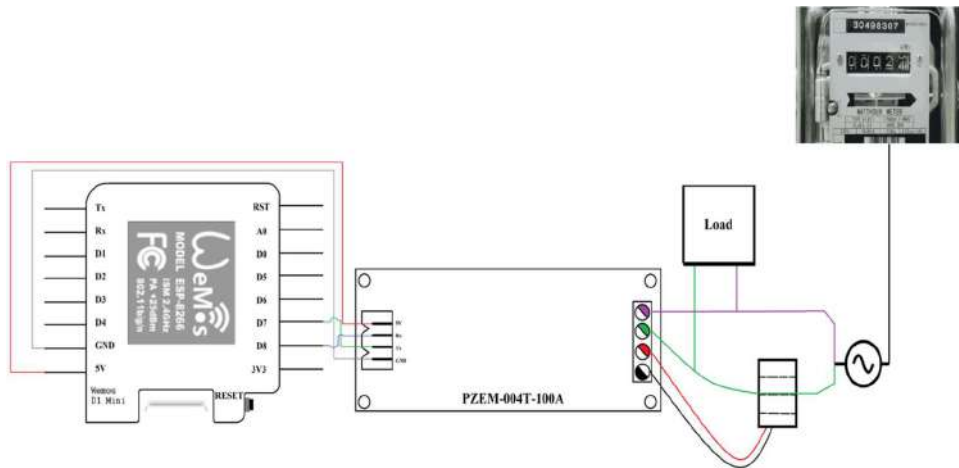 30498307
WATTHOUR METER
Tx
Rx
D1
D2
D3
D4
GND
5V
RST
A0
D0
D5
D6
D7
D8
3V3
WeMos
MODEL ESP-8266
ISM 2.4GHz
PA +25dBm
802.11b/g/n
FC
Weemos
D1 Mini
RESET
5V
Rx
Tx
GND
PZEM-004T-100A
Load